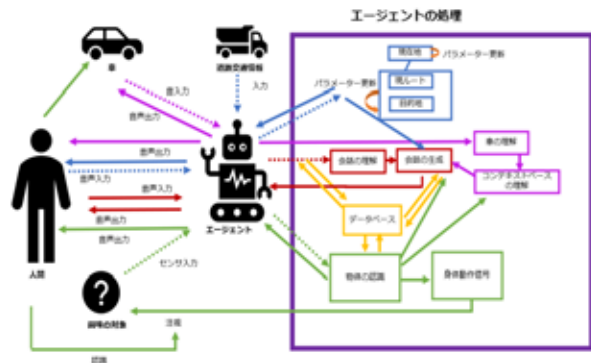 エージェントの処理
車
道路交通情報
現在地
パラメーター更新
パラメーター更新
現ルート
目的地
音入力
音声出力
入力
音声出力
音声入力
音声入力
音声出力
音声出力
センサ入力
エージェント
人間
興味の対象
注視
認識
会話の理解
会話の生成
車の理解
コンテキストベース
の理解
データベース
物体の認識
身体動作信号